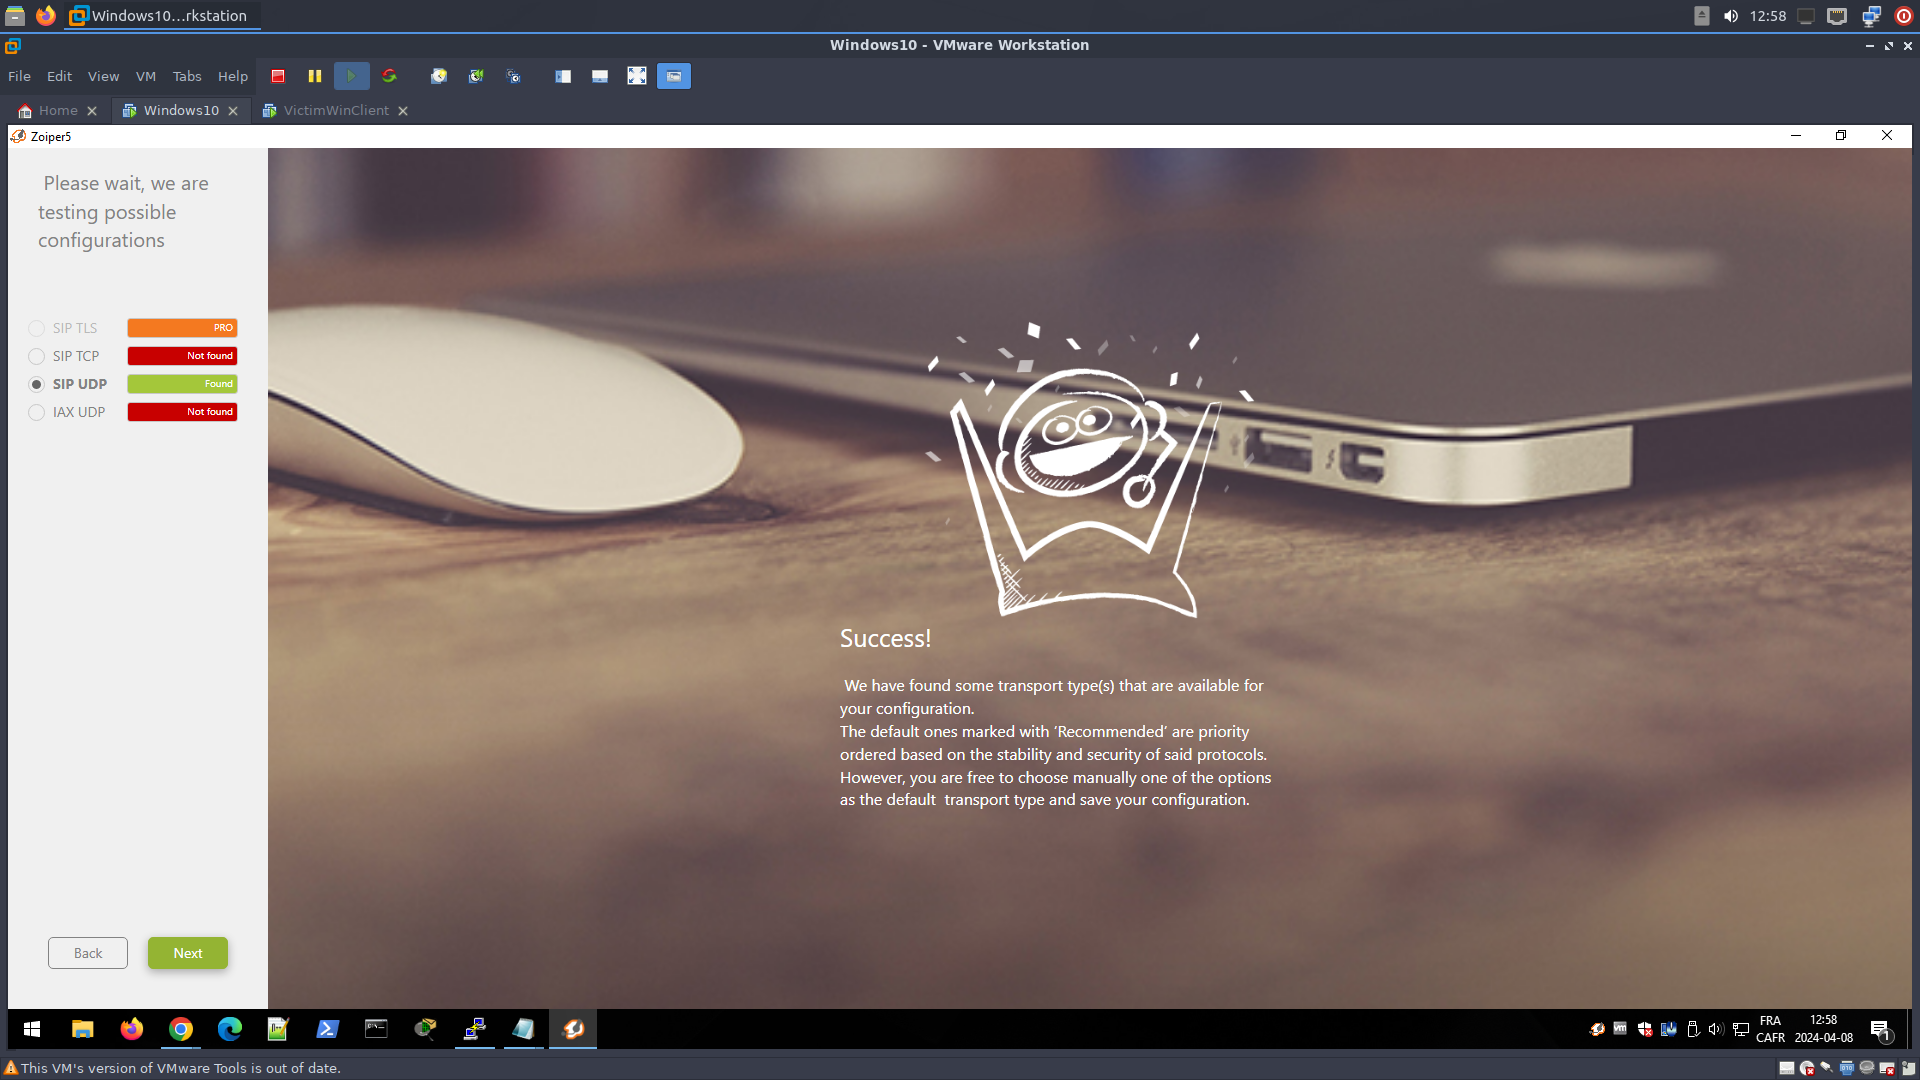 Windows10...rkstation
12:58
Windows10 - VMware Workstation
File Edit View VM Tabs Help
Home Windows10 VictimWinClient
Zoiper5
Please wait, we are
testing possible
configurations
SIP TLS PRO
SIP TCP Not found
SIP UDP Found
IAX UDP Not found
Success!
We have found some transport type(s) that are available for
your configuration.
The default ones marked with ‘Recommended’ are priority
ordered based on the stability and security of said protocols.
However, you are free to choose manually one of the options
as the default  transport type and save your configuration.
Back Next
FRA
CAFR
12:58
2024-04-08
1
This VM's version of VMware Tools is out of date.